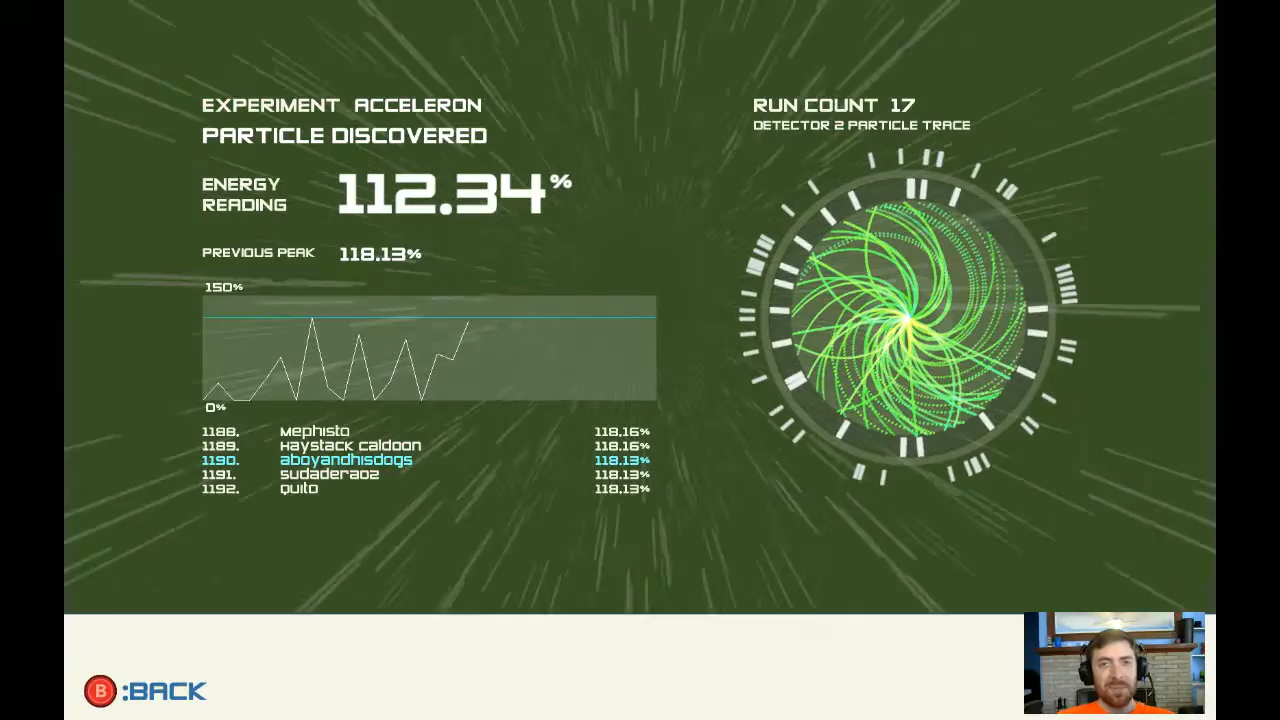 EXPERIMENT ACCELERON
PARTICLE DISCOVERED
ENERGY READING 112.34%
PREVIOUS PEAK 118.13%
150%
0%
1188. Mephisto 118.16%
1189. Haystack Caldoon 118.16%
1190. aboyandhisdogs 118.13%
1191. sudadera02 118.13%
1192. Quito 118.13%
RUN COUNT 17
DETECTOR 2 PARTICLE TRACE
B :BACK